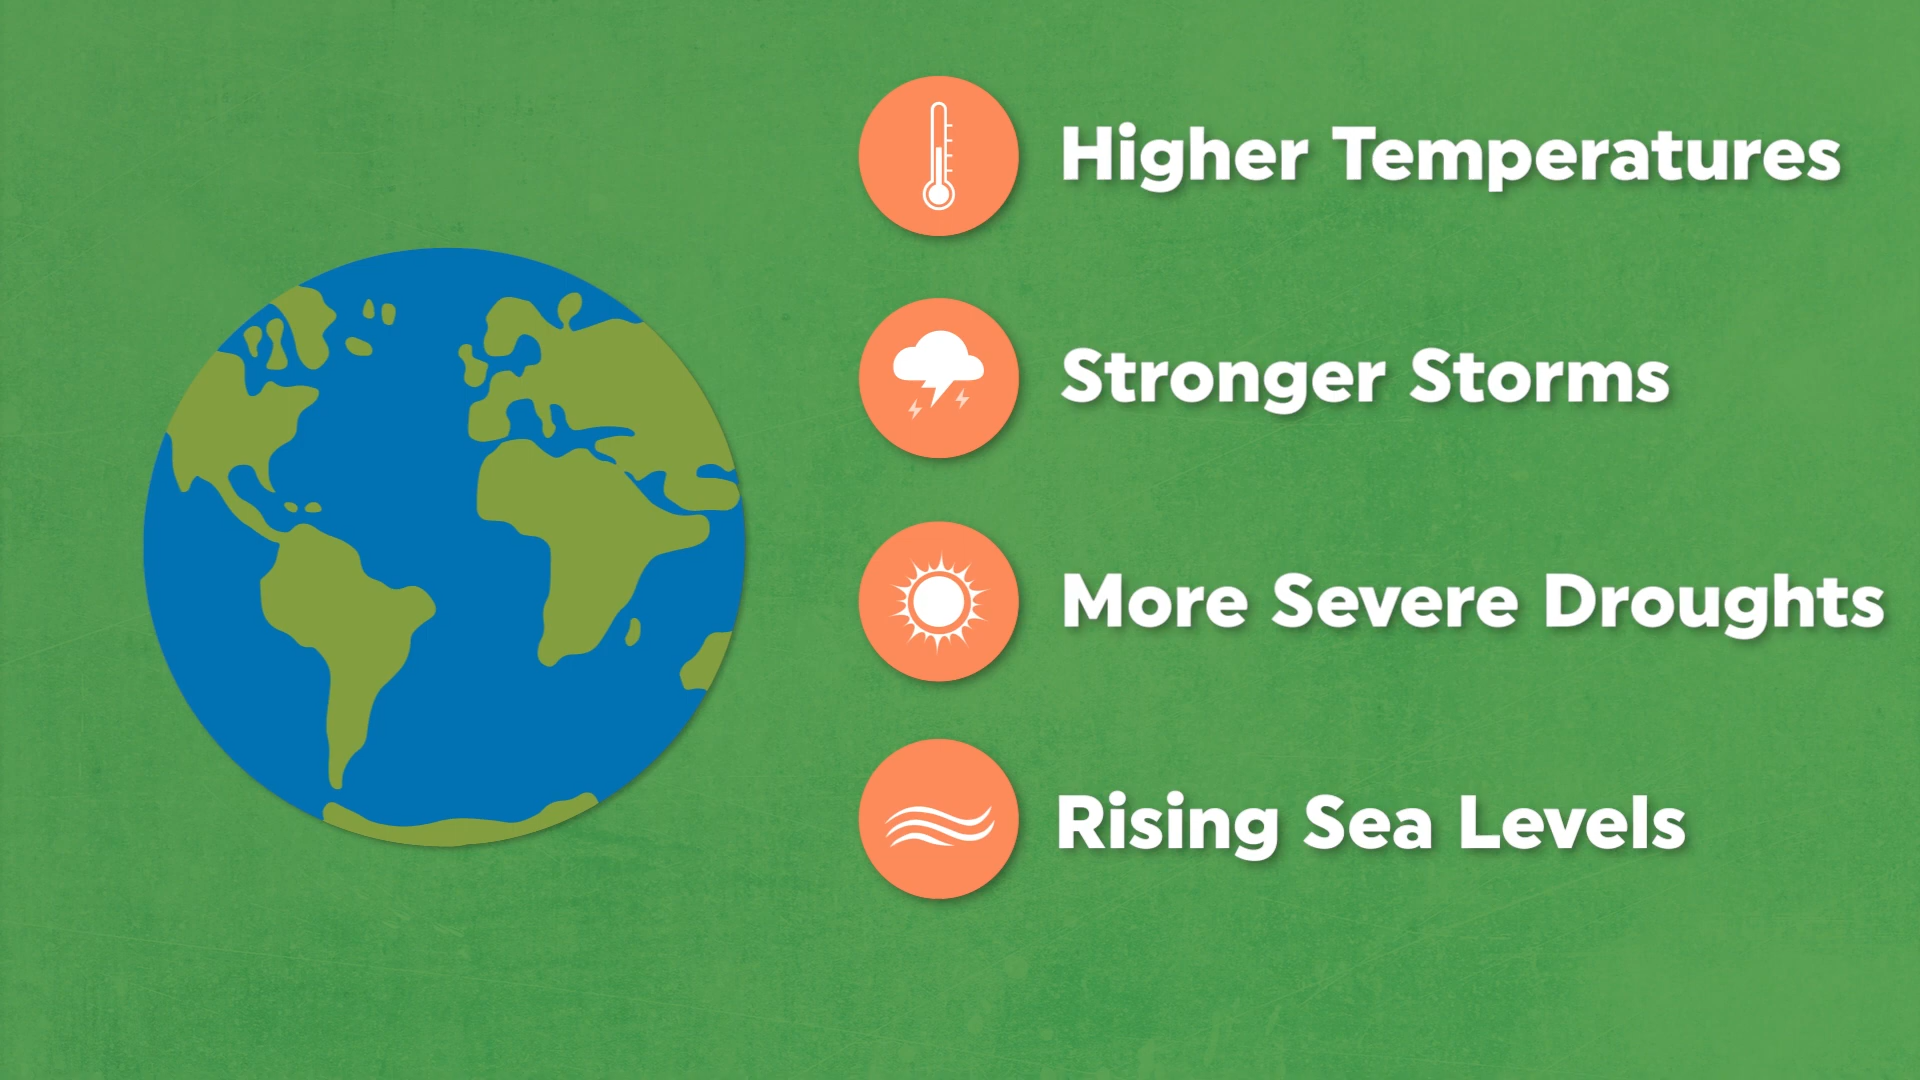 Higher Temperatures
Stronger Storms
More Severe Droughts
Rising Sea Levels